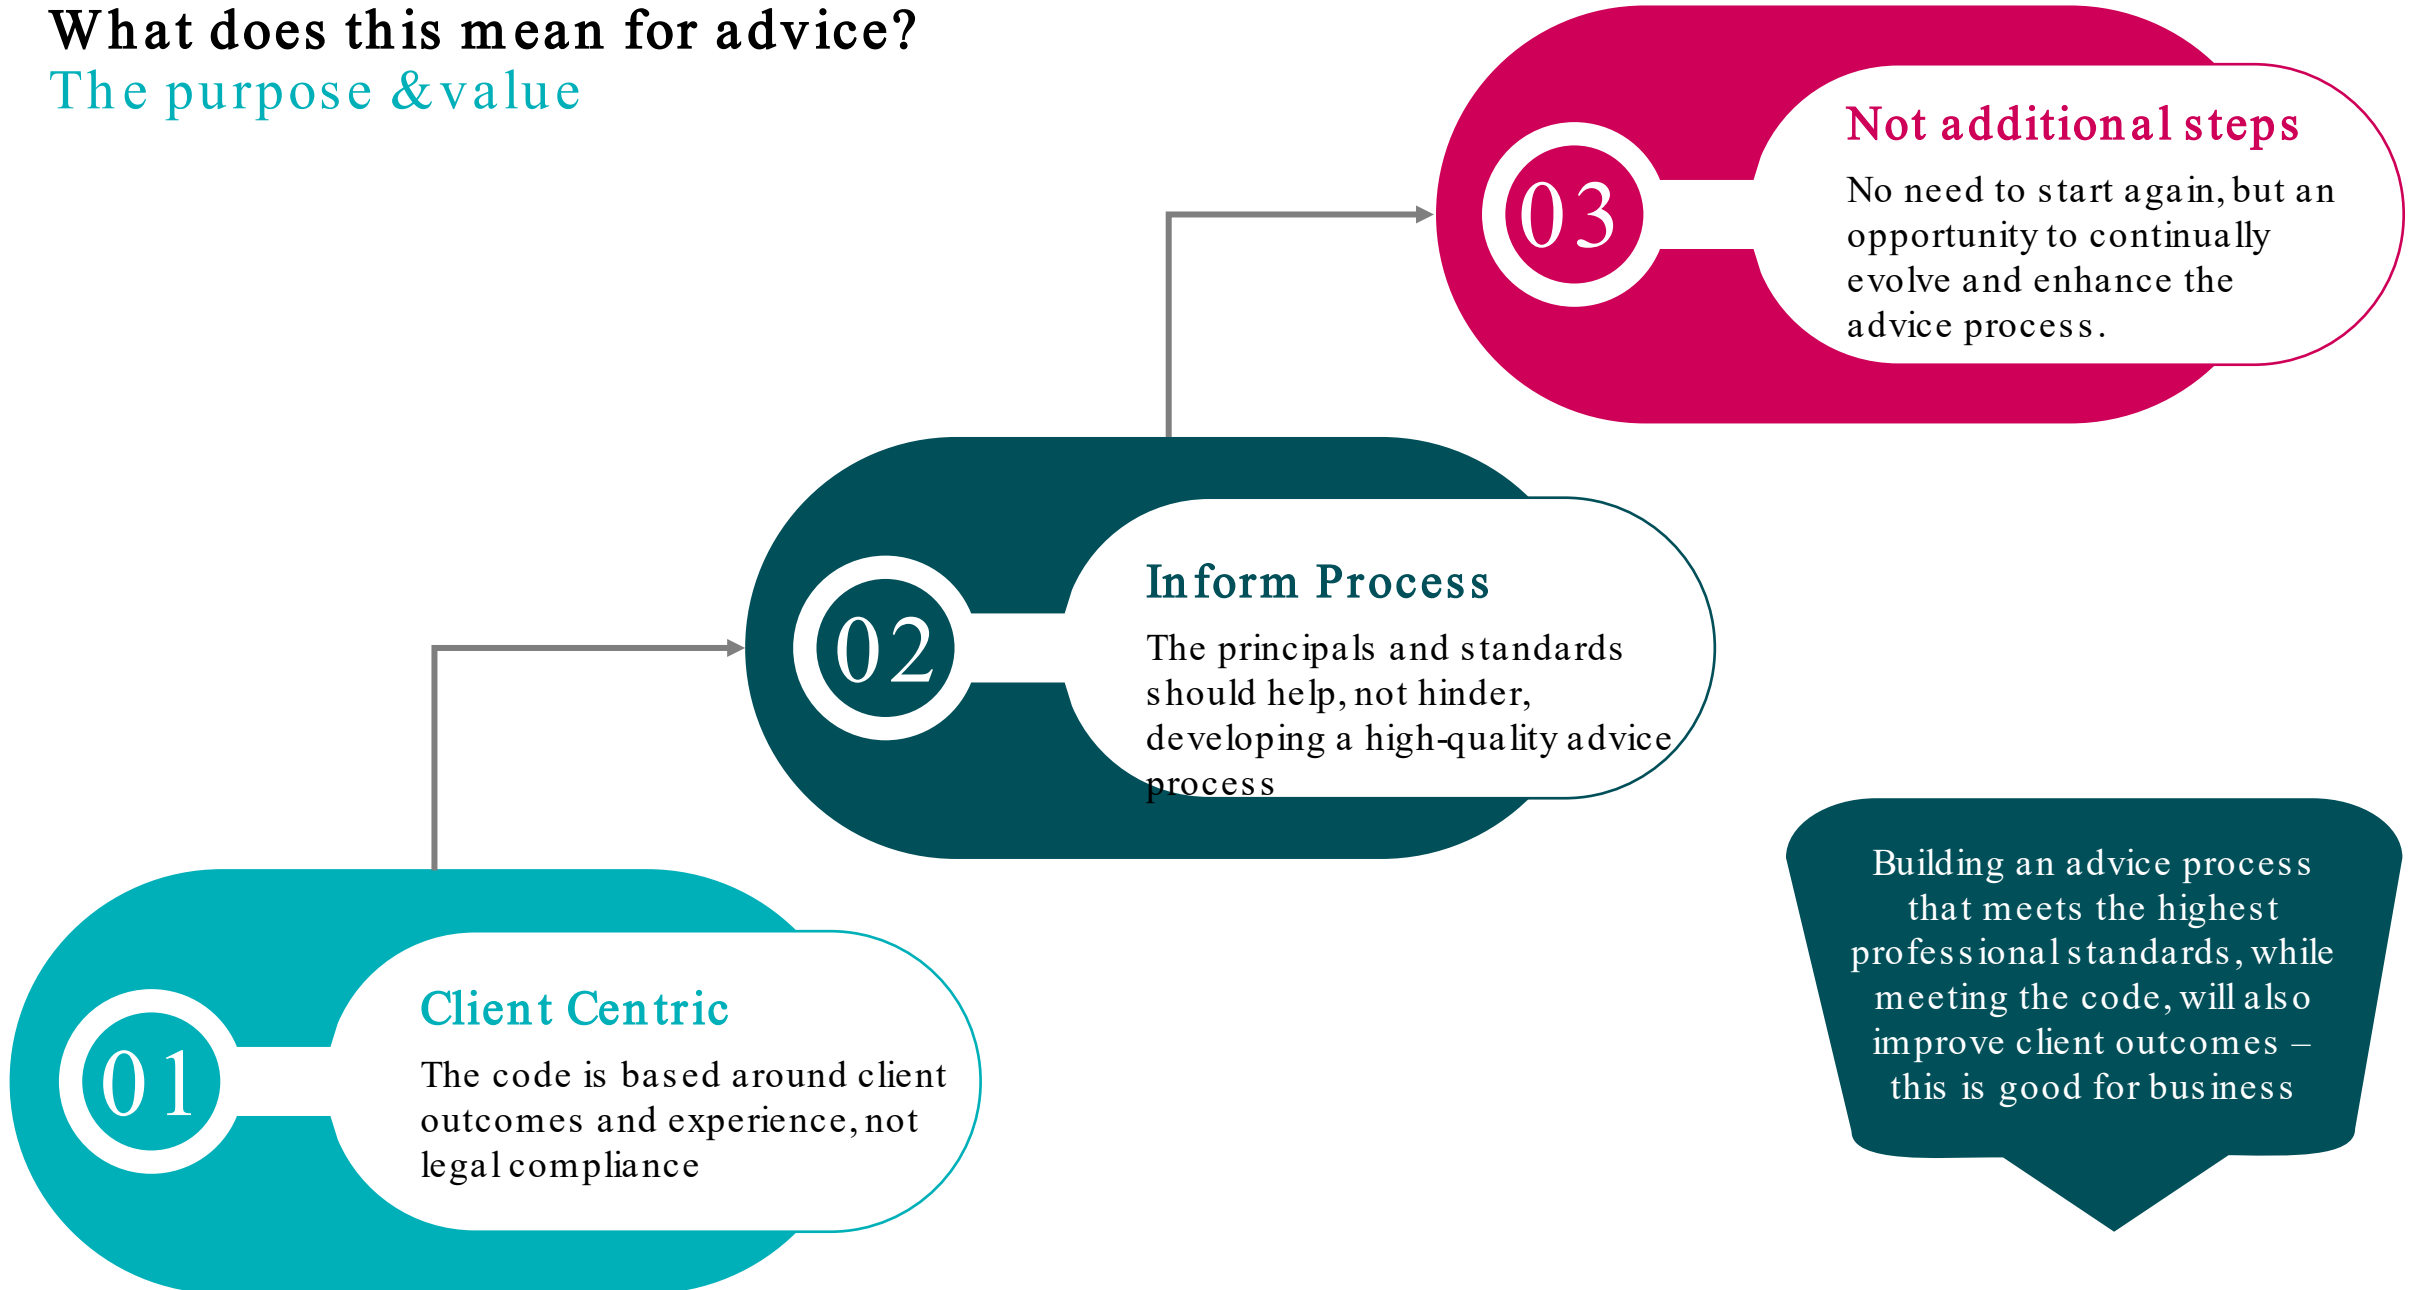 What does this mean for advice?
The purpose & value
03
Not additional steps
No need to start again, but an
opportunity to continually
evolve and enhance the
advice process.
02
Inform Process
The principals and standards
should help, not hinder,
developing a high-quality advice
process
01
Client Centric
The code is based around client
outcomes and experience, not
legal compliance
Building an advice process
that meets the highest
professional standards, while
meeting the code, will also
improve client outcomes –
this is good for business